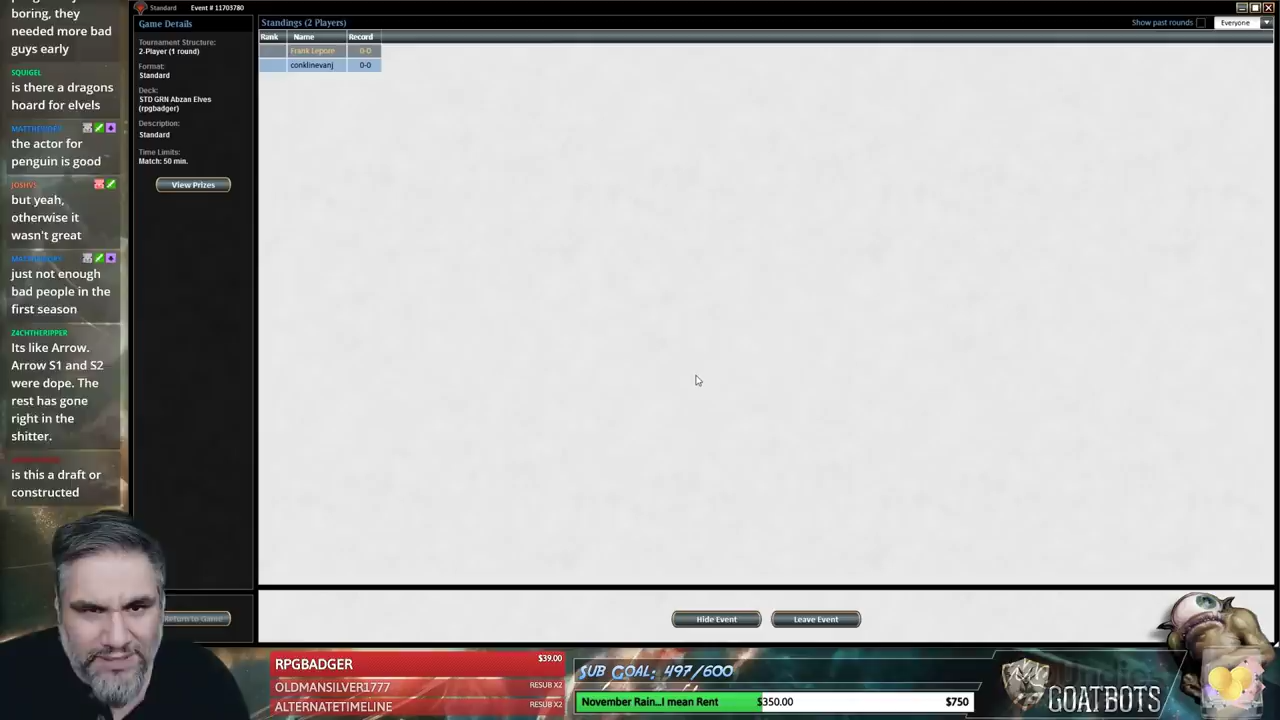 boring, they
needed more bad
guys early
SQUIGEL
is there a dragons
hoard for elvels
the actor for
penguin is good
JOSHVS
but yeah,
otherwise it
wasn't great
just not enough
bad people in the
first season
Z4CHTHERIPPER
Its like Arrow.
Arrow S1 and S2
were dope. The
rest has gone
right in the
shitter.
is this a draft or
constructed
Standard Event # 11703780
Game Details
Tournament Structure:
2-Player (1 round)
Format:
Standard
Deck:
STD GRN Abzan Elves
(rpgbadger)
Description:
Standard
Time Limits:
Match: 50 min.
View Prizes
Return to Game
Standings (2 Players)
Show past rounds
Everyone
Rank Name Record
Frank Lepore 0-0
conklinevanj 0-0
Hide Event
Leave Event
RPGBADGER $39.00
OLDMANSILVER1777 RESUB X2
ALTERNATETIMELINE RESUB X2
SUB GOAL: 497/600
November Rain...I mean Rent $350.00 $750
GOATBOTS